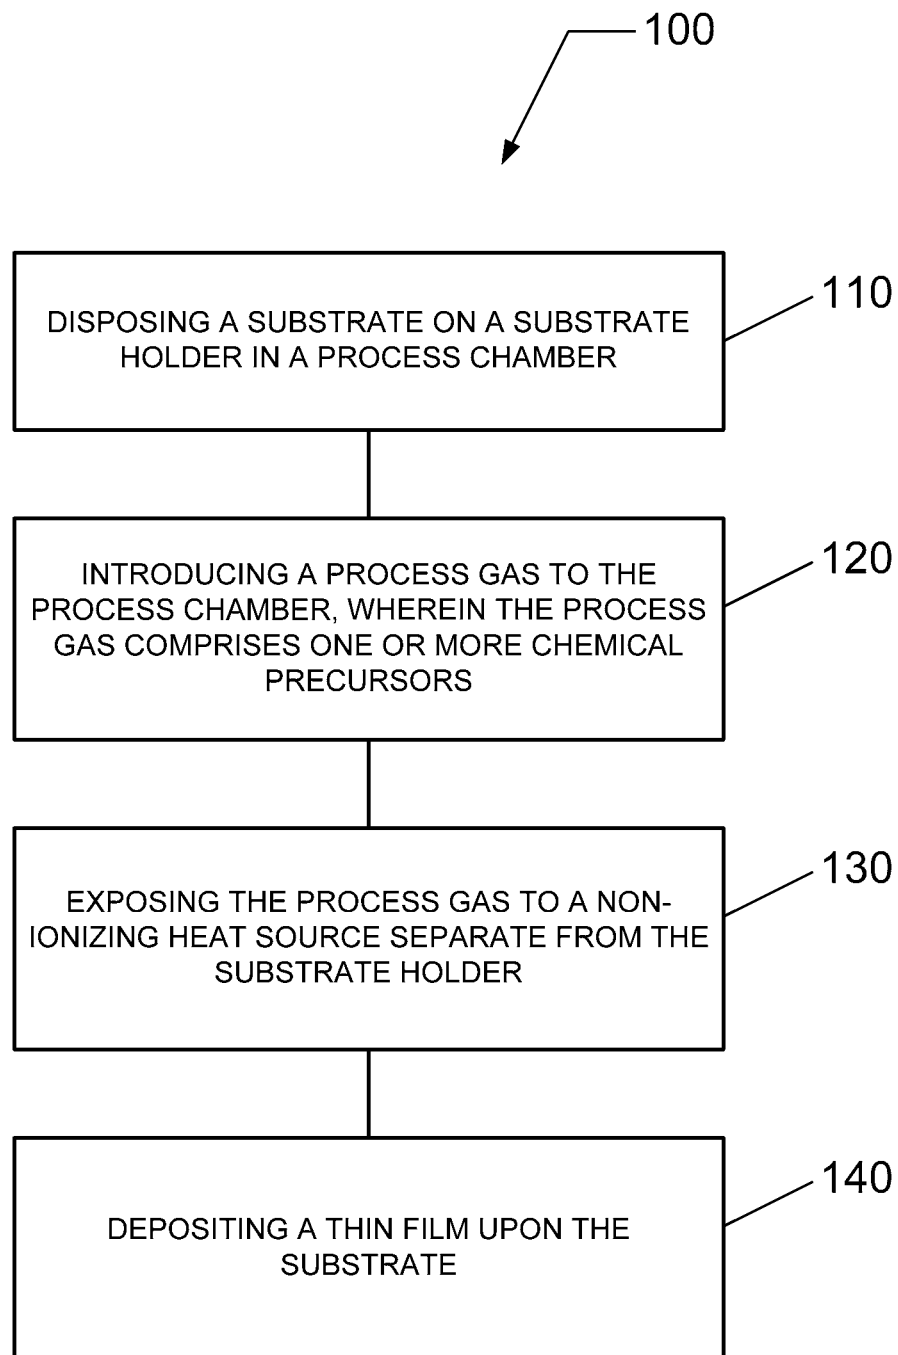 100
DISPOSING A SUBSTRATE ON A SUBSTRATE
HOLDER IN A PROCESS CHAMBER
110
INTRODUCING A PROCESS GAS TO THE
PROCESS CHAMBER, WHEREIN THE PROCESS
GAS COMPRISES ONE OR MORE CHEMICAL
PRECURSORS
120
EXPOSING THE PROCESS GAS TO A NON-
IONIZING HEAT SOURCE SEPARATE FROM THE
SUBSTRATE HOLDER
130
DEPOSITING A THIN FILM UPON THE
SUBSTRATE
140